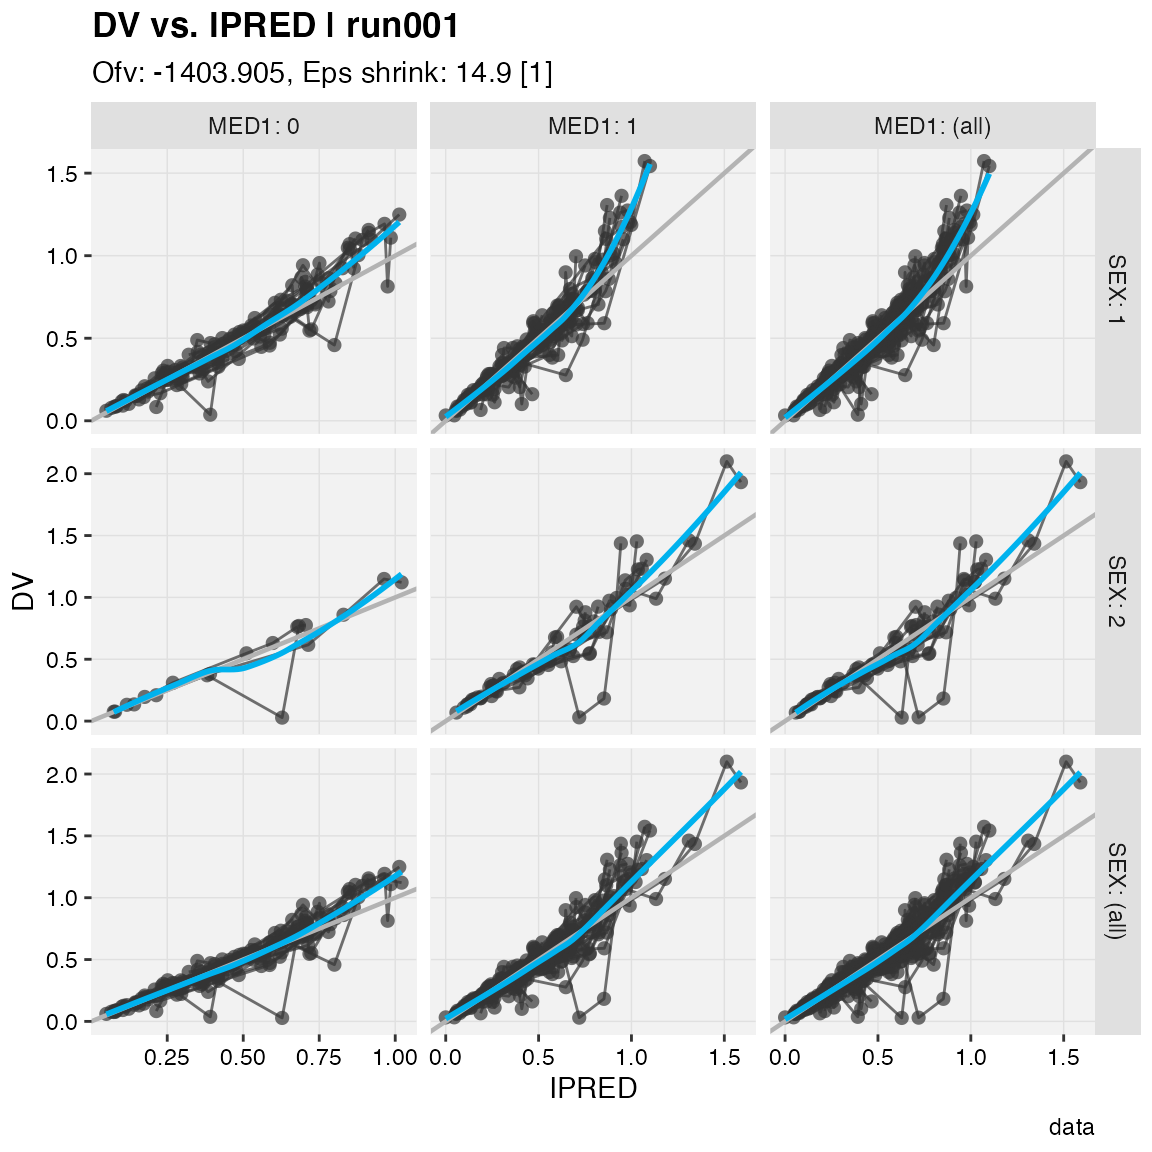 DV vs. IPRED | run001
Ofv: -1403.905, Eps shrink: 14.9 [1]
MED1: 0
MED1: 1
MED1: (all)
1.5
1.0
0.5
0.0
SEX: 1
2.0
1.5
1.0
0.5
0.0
SEX: 2
2.0
1.5
1.0
0.5
0.0
SEX: (all)
DV
0.25 0.50 0.75 1.00
0.0 0.5 1.0 1.5
0.0 0.5 1.0 1.5
IPRED
data